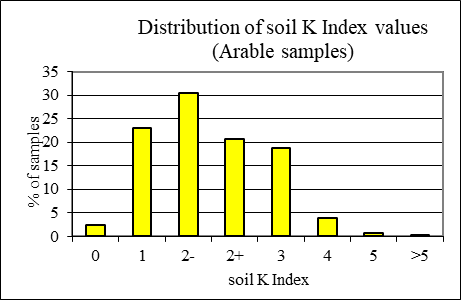 Distribution of soil K Index values
(Arable samples)
% of samples
35
30
25
20
15
10
5
0
0 1 2- 2+ 3 4 5 >5
soil K Index